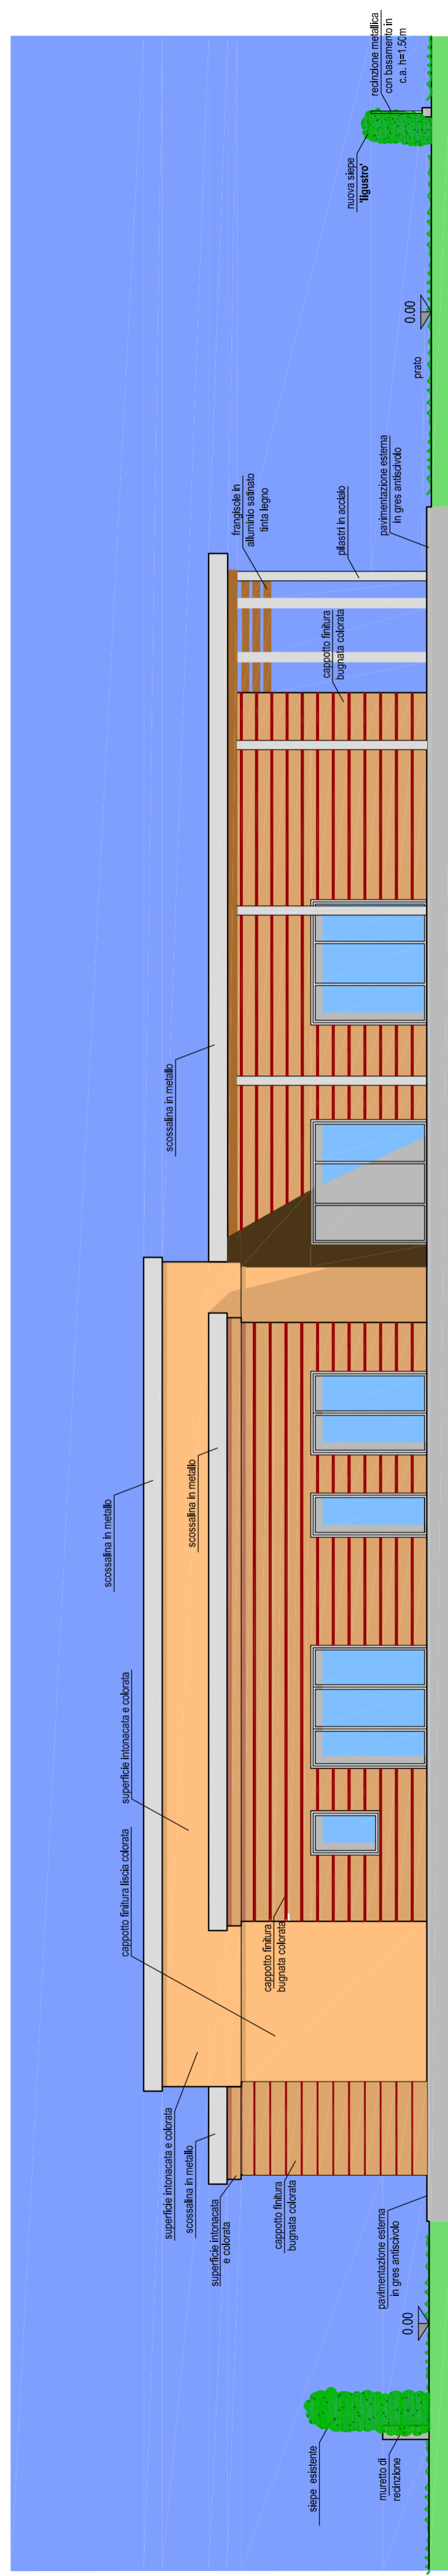 siepe esistente
muretto di
recinzione
0.00
pavimentazione esterna
in gres antiscivolo
superficie intonacata e colorata
scossalina in metallo
superficie intonacata
e colorata
cappotto finitura
bugnata colorata
cappotto finitura liscia colorata
cappotto finitura
bugnata colorata
superficie intonacata e colorata
scossalina in metallo
scossalina in metallo
scossalina in metallo
cappotto finitura
bugnata colorata
frangisole in
alluminio satinato
tinta legno
pilastri in acciaio
pavimentazione esterna
in gres antiscivolo
prato
0.00
nuova siepe
'ligustro'
recinzione metallica
con basamento in
c.a. h=1.50m